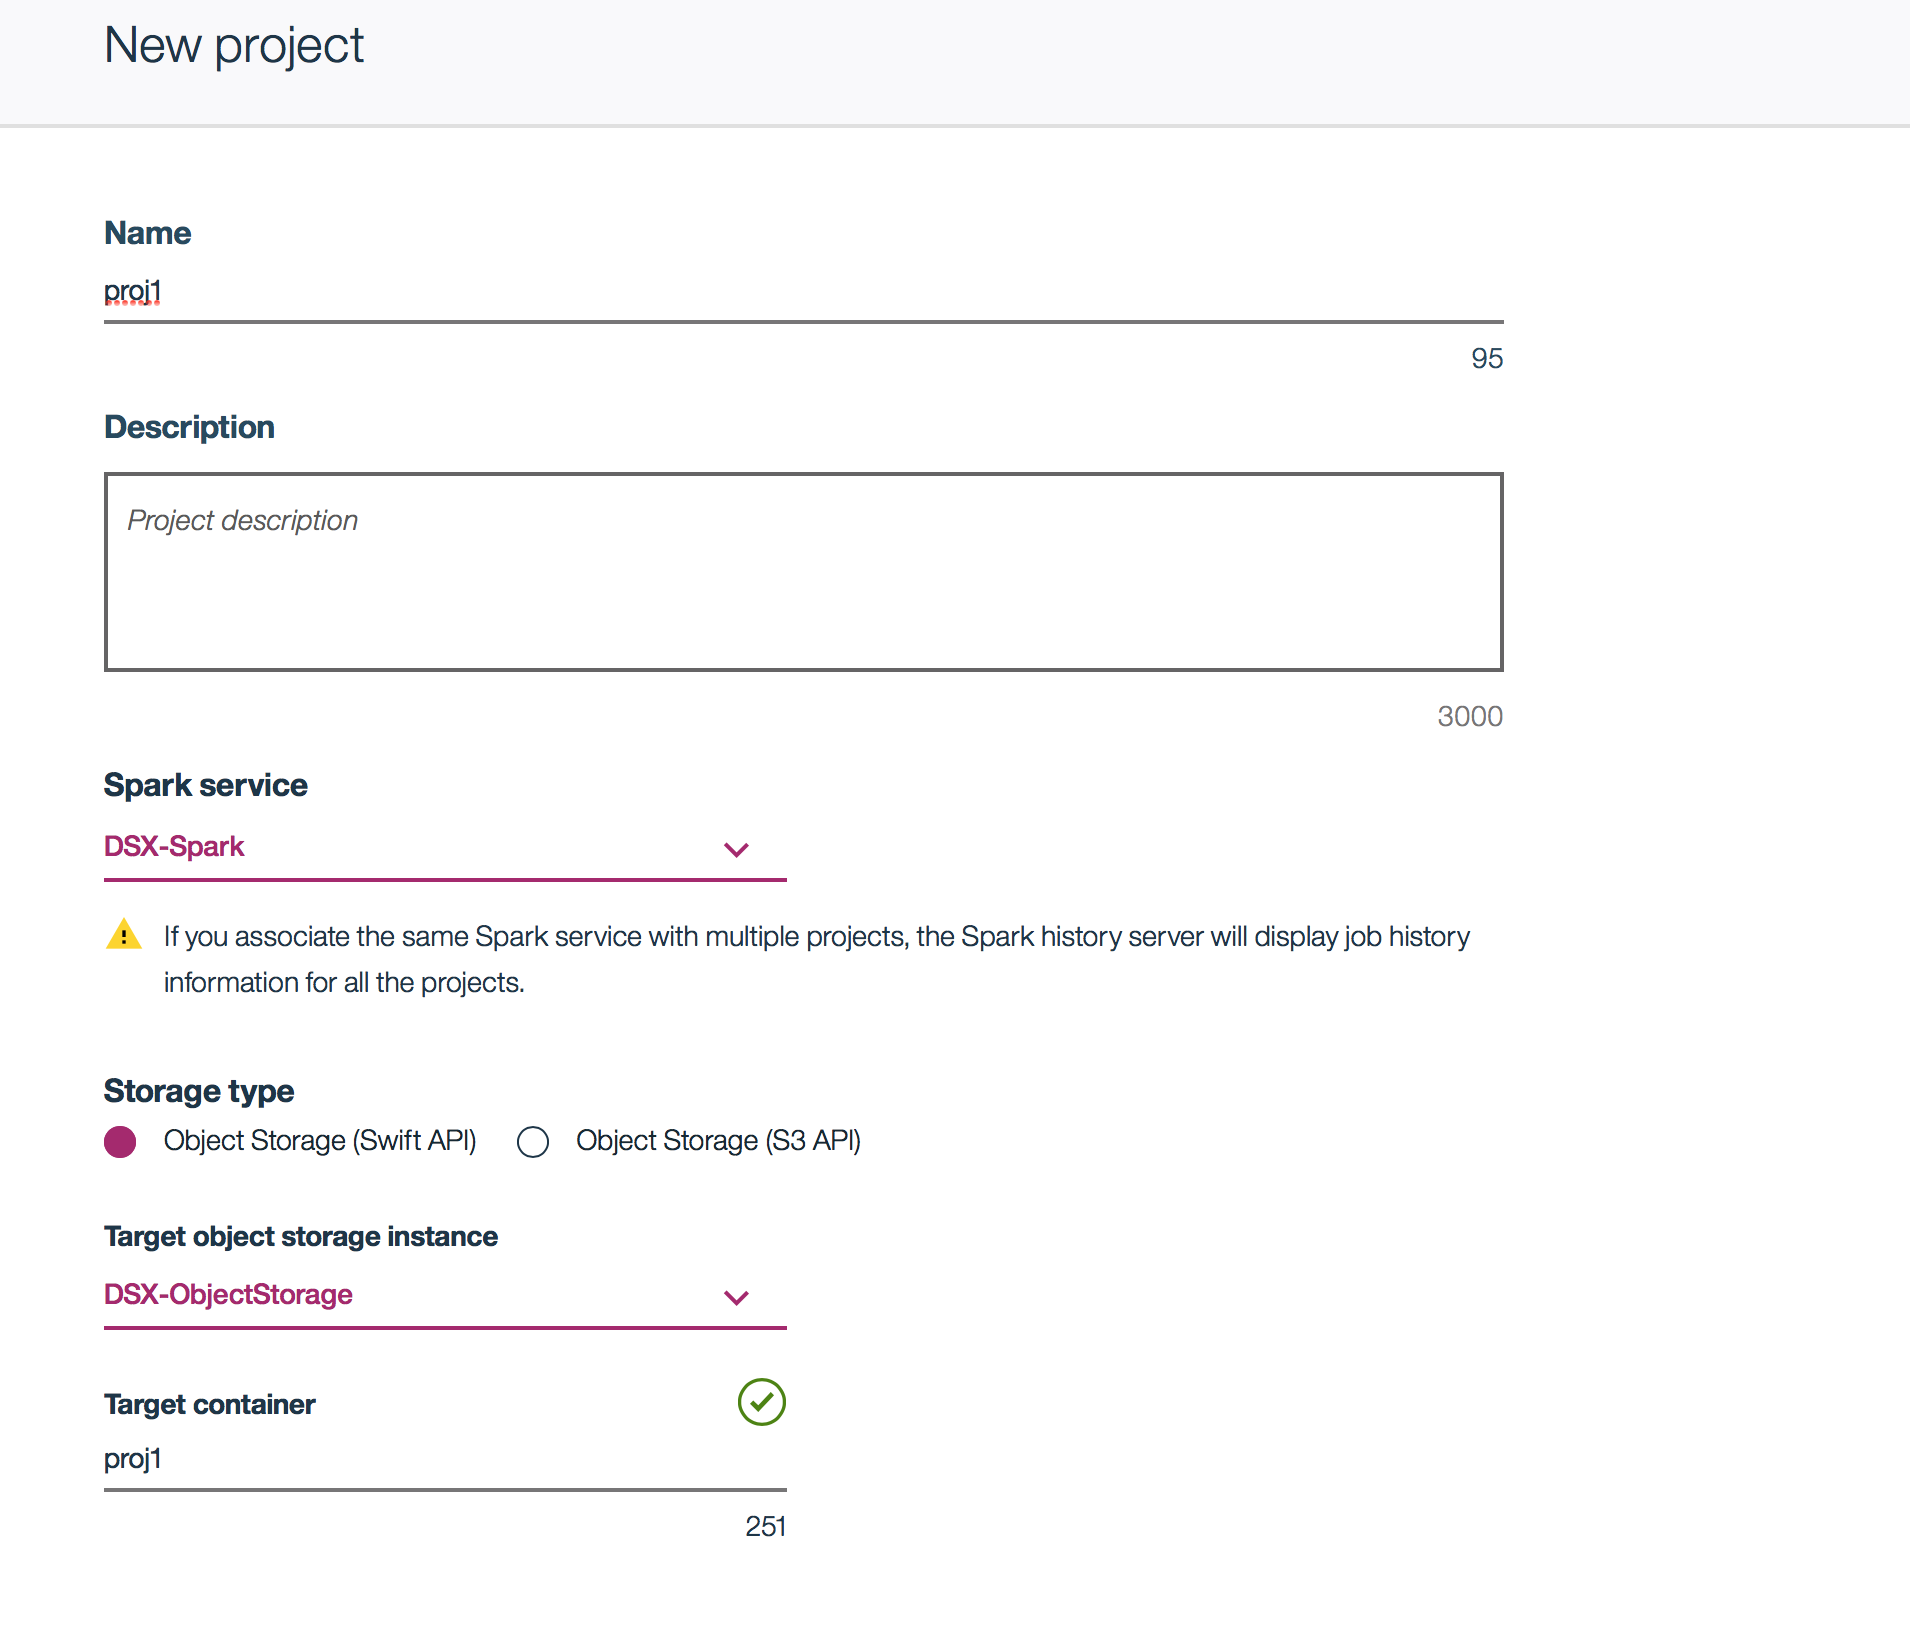 New project
Name
proj1
95
Description
Project description
3000
Spark service
DSX-Spark
If you associate the same Spark service with multiple projects, the Spark history server will display job history
information for all the projects.
Storage type
Object Storage (Swift API) Object Storage (S3 API)
Target object storage instance
DSX-ObjectStorage
Target container
proj1
251